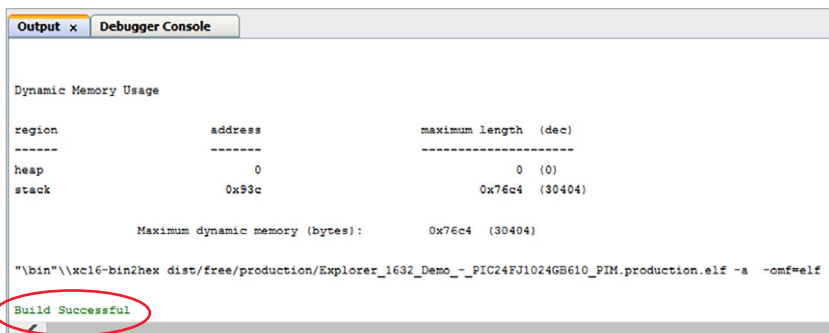 Output x Debugger Console
Dynamic Memory Usage
region address maximum length (dec)
------ ------- ---------------------
heap 0 0 (0)
stack 0x93c 0x76c4 (30404)
Maximum dynamic memory (bytes): 0x76c4 (30404)
"\bin"\\xc16-bin2hex dist/free/production/Explorer_1632_Demo_-_PIC24FJ1024GB610_PIM.production.elf -a -omf=elf
Build Successful